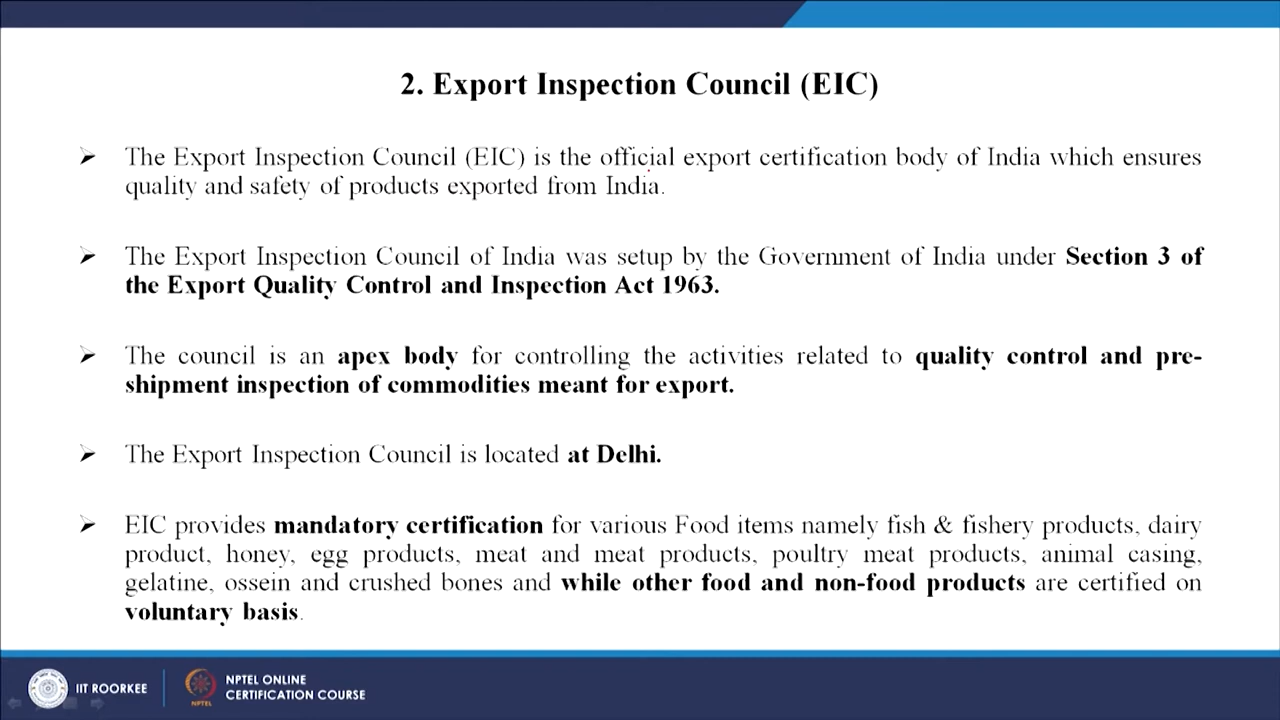 2. Export Inspection Council (EIC)
➢ The Export Inspection Council (EIC) is the official export certification body of India which ensures
quality and safety of products exported from India.
➢ The Export Inspection Council of India was setup by the Government of India under Section 3 of
the Export Quality Control and Inspection Act 1963.
➢ The council is an apex body for controlling the activities related to quality control and pre-
shipment inspection of commodities meant for export.
➢ The Export Inspection Council is located at Delhi.
➢ EIC provides mandatory certification for various Food items namely fish & fishery products, dairy
product, honey, egg products, meat and meat products, poultry meat products, animal casing,
gelatine, ossein and crushed bones and while other food and non-food products are certified on
voluntary basis.
IIT ROORKEE
NPTEL
NPTEL ONLINE
CERTIFICATION COURSE